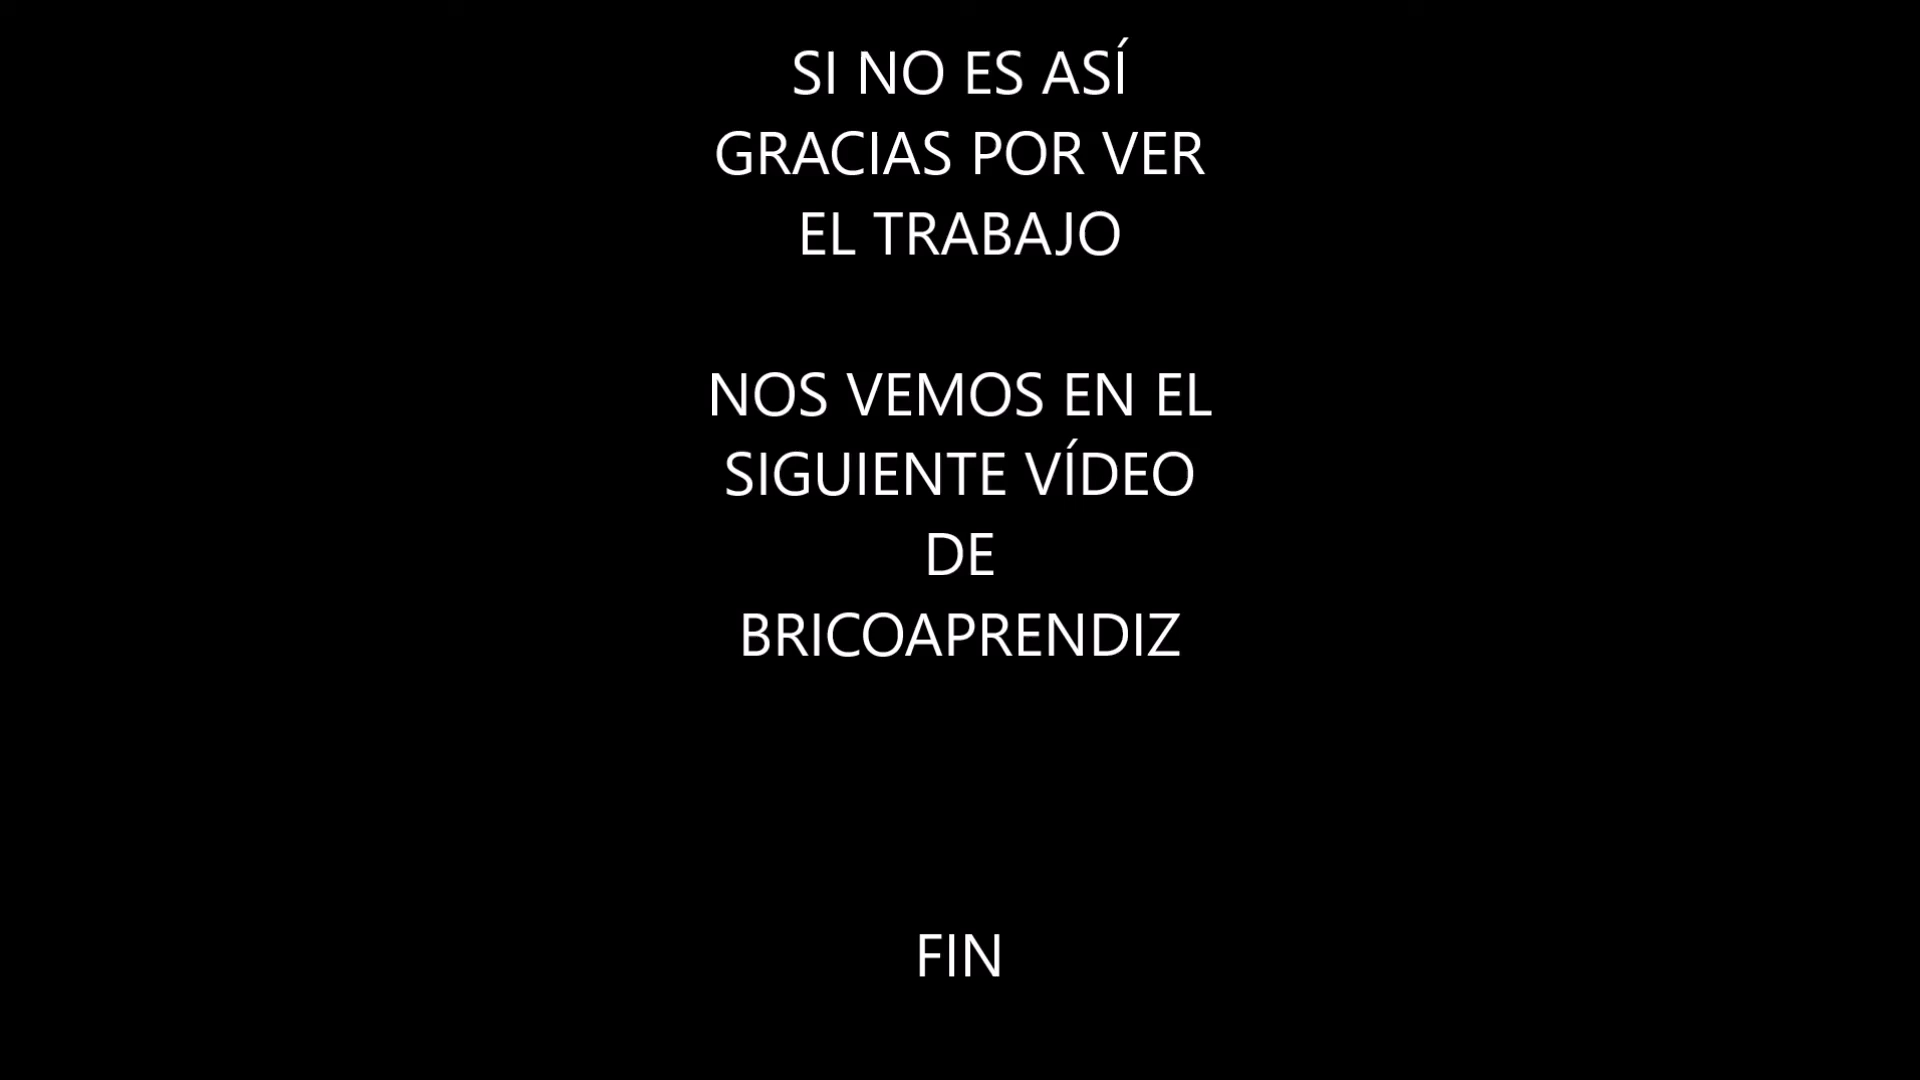 SI NO ES ASÍ
GRACIAS POR VER
EL TRABAJO
NOS VEMOS EN EL
SIGUIENTE VÍDEO
DE
BRICOAPRENDIZ
FIN